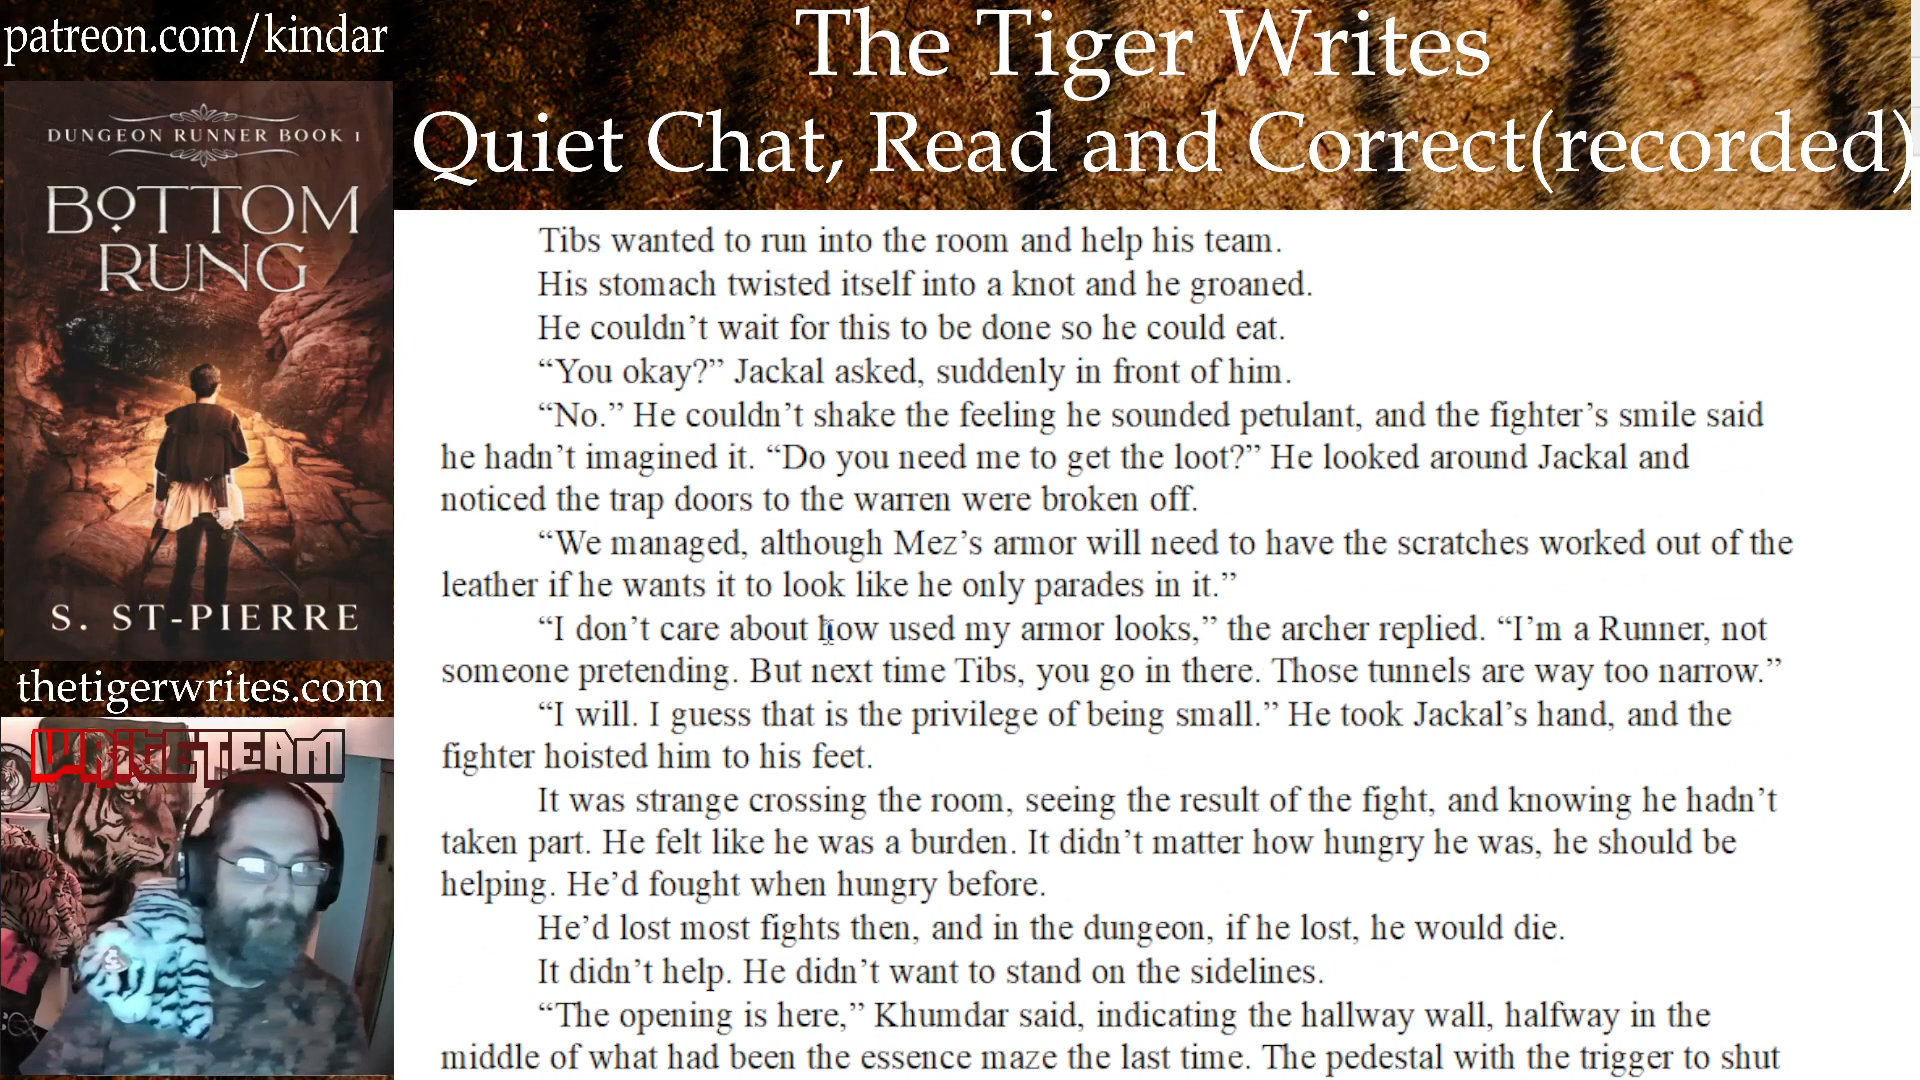 patreon.com/kindar
The Tiger Writes
Quiet Chat, Read and Correct(recorded)
DUNGEON RUNNER BOOK 1
BOTTOM
RUNG
S. ST-PIERRE
thetigerwrites.com
WRITE TEAM
Tibs wanted to run into the room and help his team.
His stomach twisted itself into a knot and he groaned.
He couldn’t wait for this to be done so he could eat.
“You okay?” Jackal asked, suddenly in front of him.
“No.” He couldn’t shake the feeling he sounded petulant, and the fighter’s smile said
he hadn’t imagined it. “Do you need me to get the loot?” He looked around Jackal and
noticed the trap doors to the warren were broken off.
“We managed, although Mez’s armor will need to have the scratches worked out of the
leather if he wants it to look like he only parades in it.”
“I don’t care about how used my armor looks,” the archer replied. “I’m a Runner, not
someone pretending. But next time Tibs, you go in there. Those tunnels are way too narrow.”
“I will. I guess that is the privilege of being small.” He took Jackal’s hand, and the
fighter hoisted him to his feet.
It was strange crossing the room, seeing the result of the fight, and knowing he hadn’t
taken part. He felt like he was a burden. It didn’t matter how hungry he was, he should be
helping. He’d fought when hungry before.
He’d lost most fights then, and in the dungeon, if he lost, he would die.
It didn’t help. He didn’t want to stand on the sidelines.
“The opening is here,” Khumdar said, indicating the hallway wall, halfway in the
middle of what had been the essence maze the last time. The pedestal with the trigger to shut